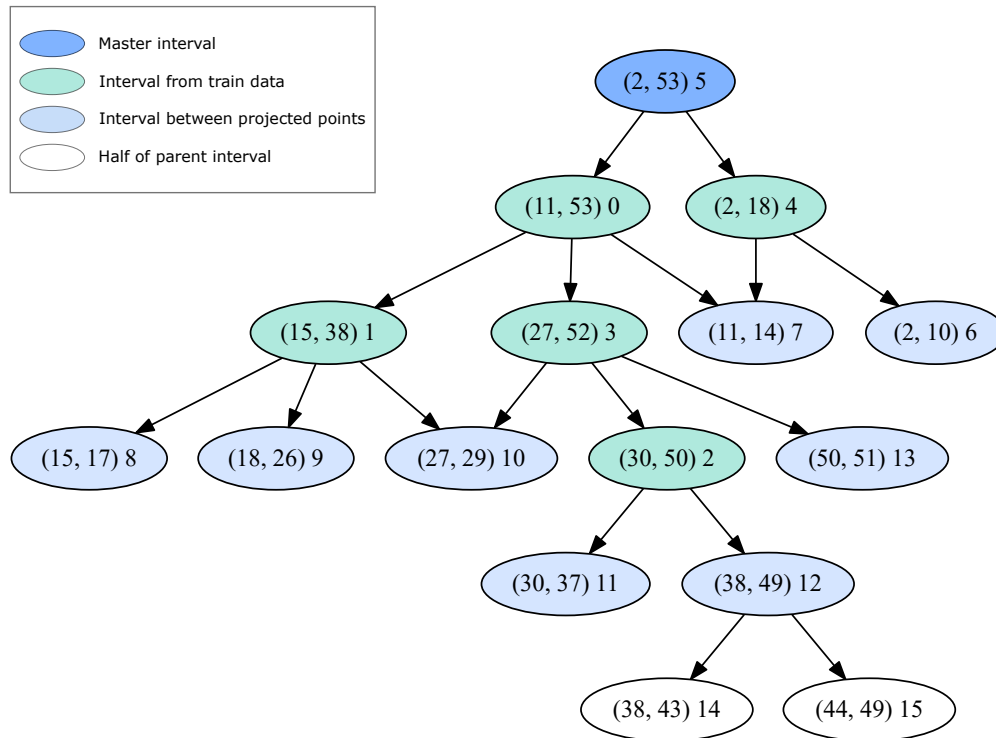 Master interval
Interval from train data
Interval between projected points
Half of parent interval
(2, 53) 5
(11, 53) 0
(2, 18) 4
(15, 38) 1
(27, 52) 3
(11, 14) 7
(2, 10) 6
(15, 17) 8
(18, 26) 9
(27, 29) 10
(30, 50) 2
(50, 51) 13
(30, 37) 11
(38, 49) 12
(38, 43) 14
(44, 49) 15